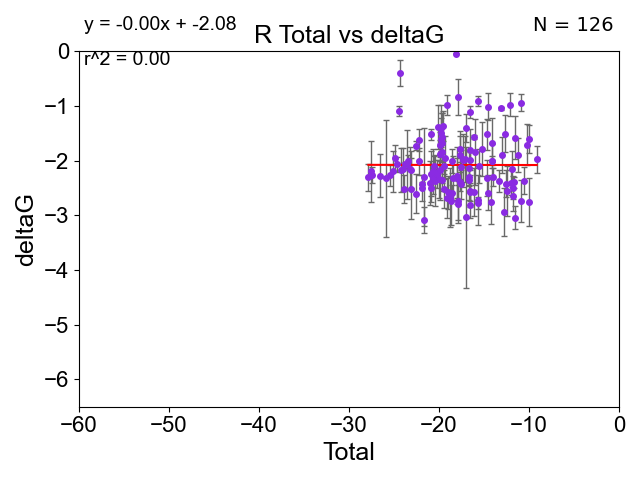 y = -0.00x + -2.08
R Total vs deltaG
N = 126
r^2 = 0.00
0
−1
−2
−3
−4
−5
−6
deltaG
−60
−50
−40
−30
−20
−10
0
Total